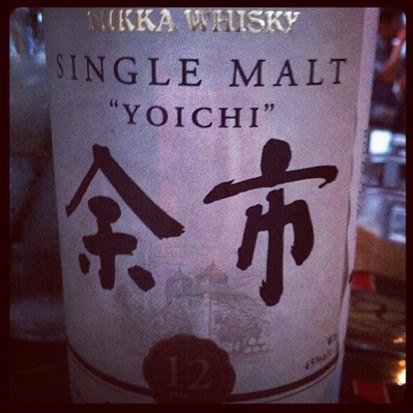 NIKKA WHISKY
SINGLE MALT
“YOICHI”
余市
12